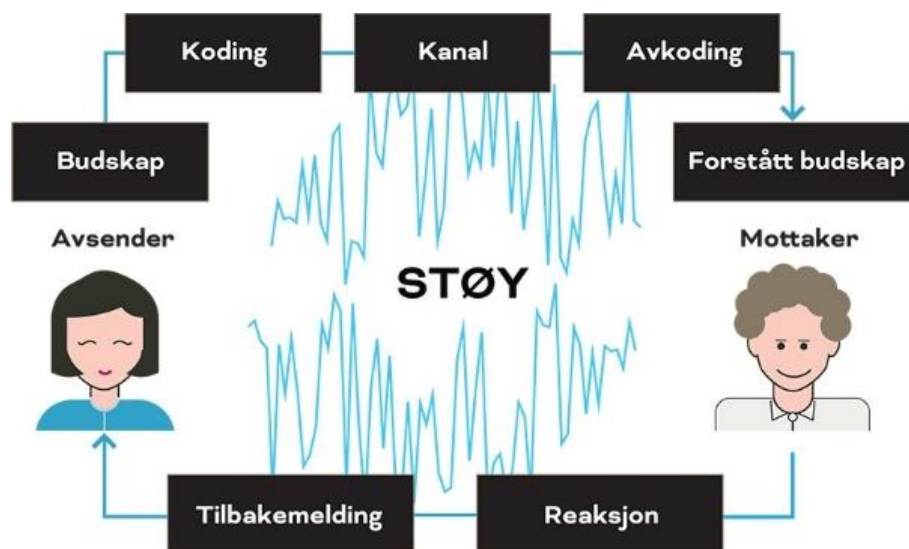 Koding
Kanal
Avkoding
Budskap
Forstått budskap
Avsender
Mottaker
STØY
Tilbakemelding
Reaksjon